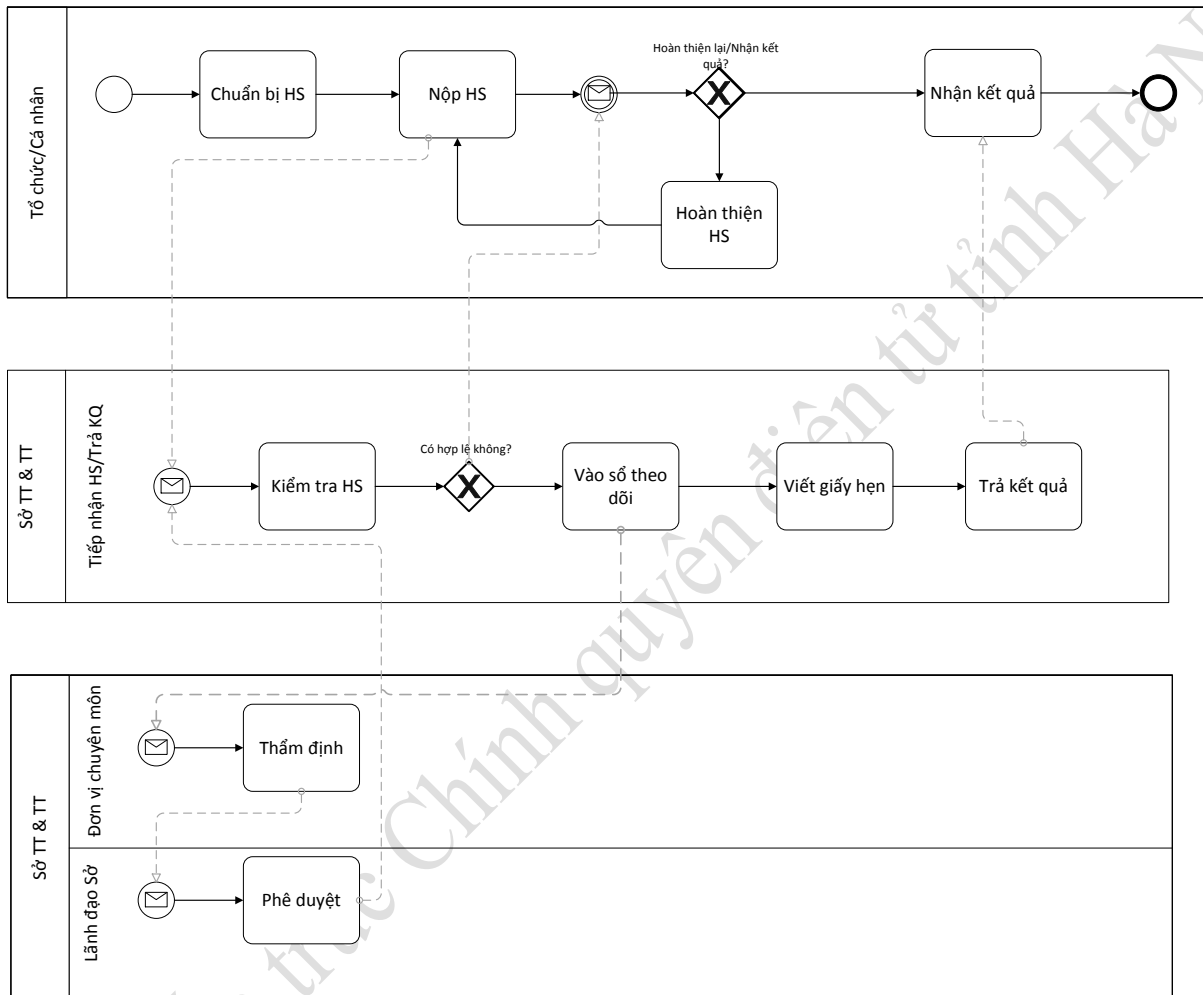 Tổ chức/Cá nhân
Chuẩn bị HS
Nộp HS
Hoàn thiện lại/Nhận kết
quả?
Nhận kết quả
Hoàn thiện
HS
Sở TT & TT
Tiếp nhận HS/Trả KQ
Kiểm tra HS
Có hợp lệ không?
Vào sổ theo
dõi
Viết giấy hẹn
Trả kết quả
Sở TT & TT
Đơn vị chuyên môn
Thẩm định
Lãnh đạo Sở
Phê duyệt
trúc Chính quyền điện tử tỉnh Hà N